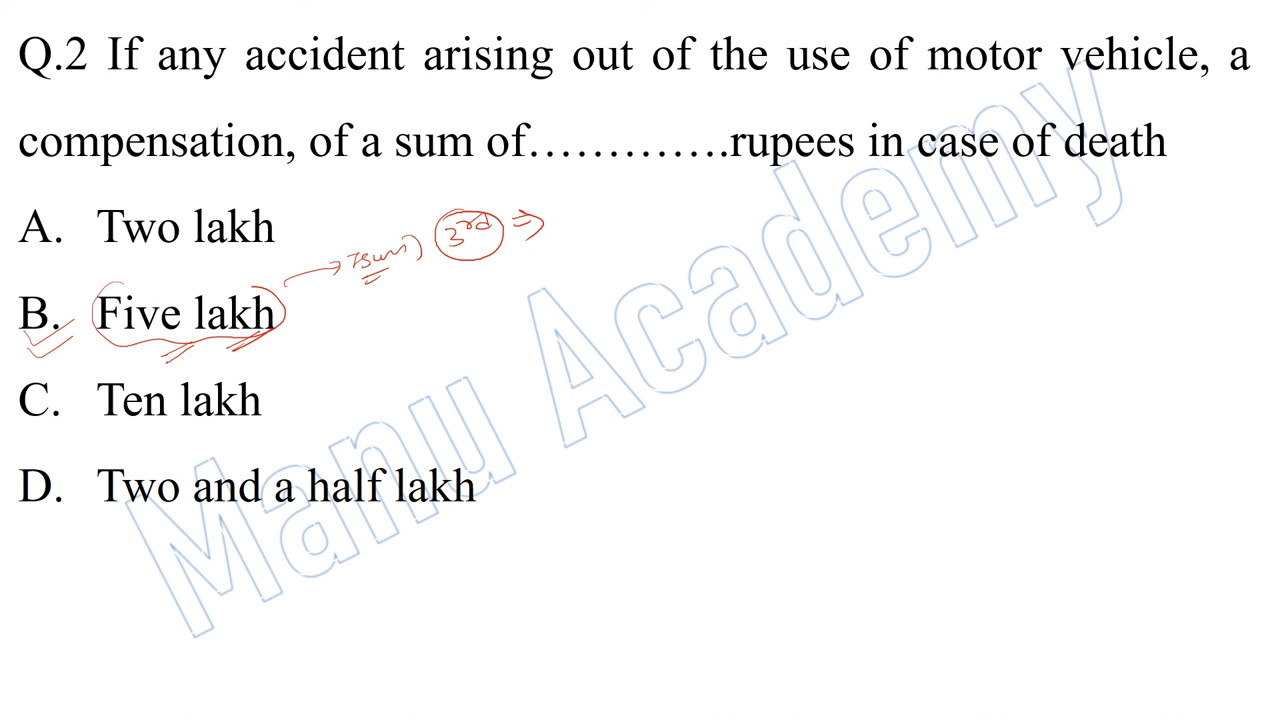 Q.2 If any accident arising out of the use of motor vehicle, a
compensation, of a sum of………….rupees in case of death
A. Two lakh
3rd ⇒
B. Five lakh
C. Ten lakh
D. Two and a half lakh
Manu Academy